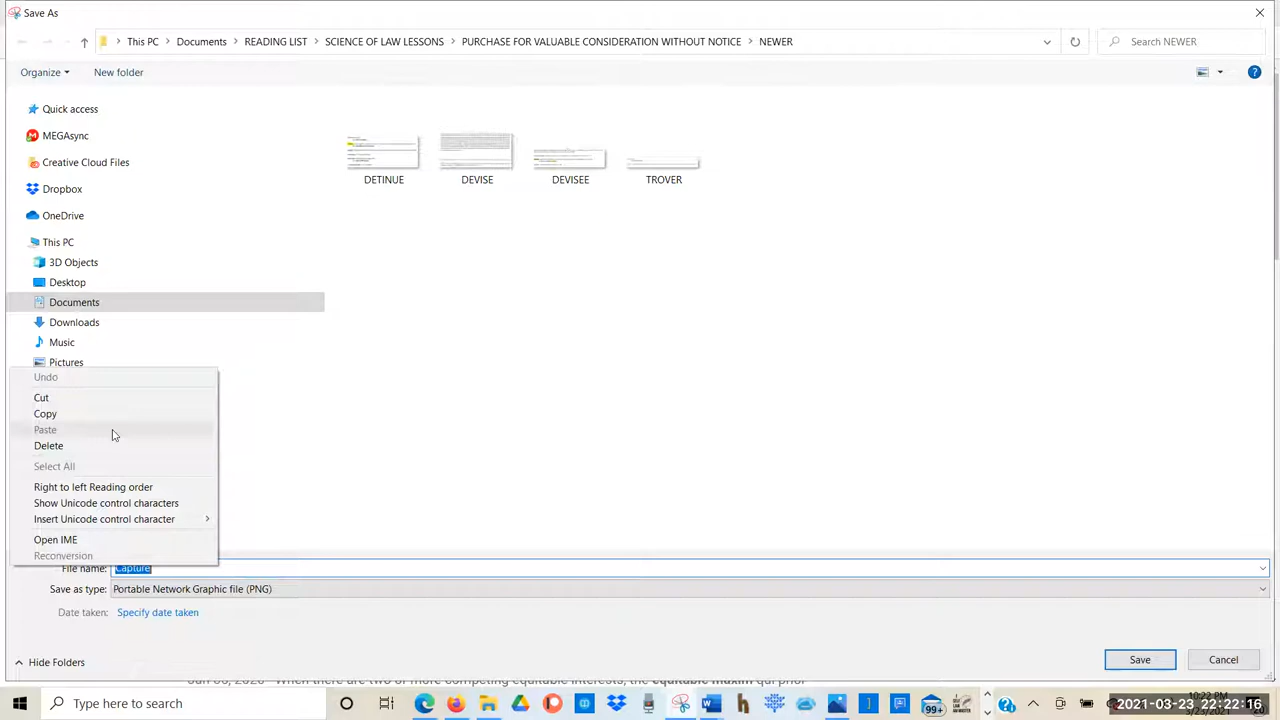 Save As
This PC > Documents > READING LIST > SCIENCE OF LAW LESSONS > PURCHASE FOR VALUABLE CONSIDERATION WITHOUT NOTICE > NEWER
Search NEWER
Organize
New folder
Quick access
MEGAsync
Creative Cloud Files
Dropbox
OneDrive
This PC
3D Objects
Desktop
Documents
Downloads
Music
Pictures
DETINUE
DEVISE
DEVISEE
TROVER
Undo
Cut
Copy
Paste
Delete
Select All
Right to left Reading order
Show Unicode control characters
Insert Unicode control character
Open IME
Reconversion
File name: Capture
Save as type: Portable Network Graphic file (PNG)
Date taken: Specify date taken
Hide Folders
Save
Cancel
2020 - When there are two or more competing equitable interests, the equitable maxim qui prior
Type here to search
99+
10:22 PM
2021-03-23 22:22:16